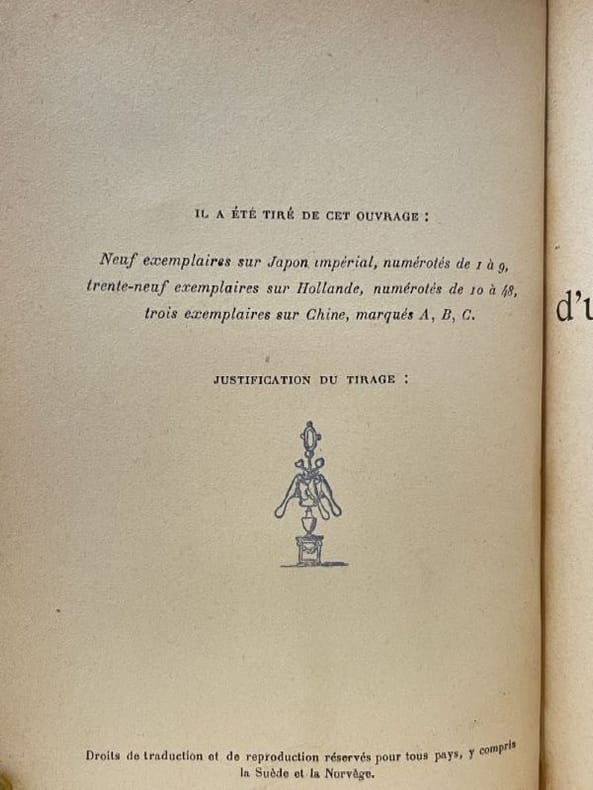 IL A ÉTÉ TIRÉ DE CET OUVRAGE :
Neuf exemplaires sur Japon impérial, numérotés de 1 à 9,
trente-neuf exemplaires sur Hollande, numérotés de 10 à 48,
trois exemplaires sur Chine, marqués A, B, C.
JUSTIFICATION DU TIRAGE :
Droits de traduction et de reproduction réservés pour tous pays, y compris
la Suède et la Norvège.